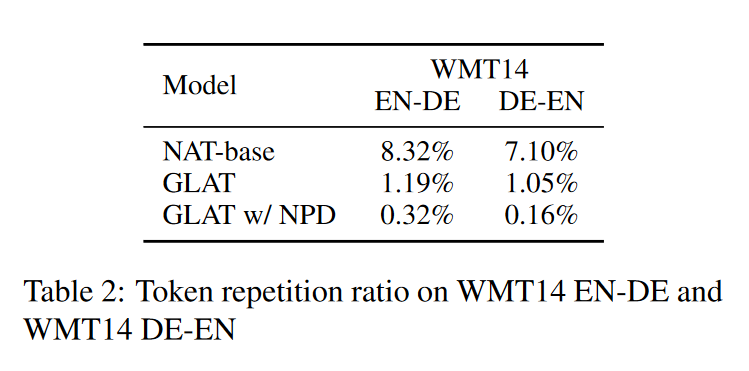 Model WMT14
EN-DE DE-EN
NAT-base 8.32% 7.10%
GLAT 1.19% 1.05%
GLAT w/ NPD 0.32% 0.16%
Table 2: Token repetition ratio on WMT14 EN-DE and
WMT14 DE-EN